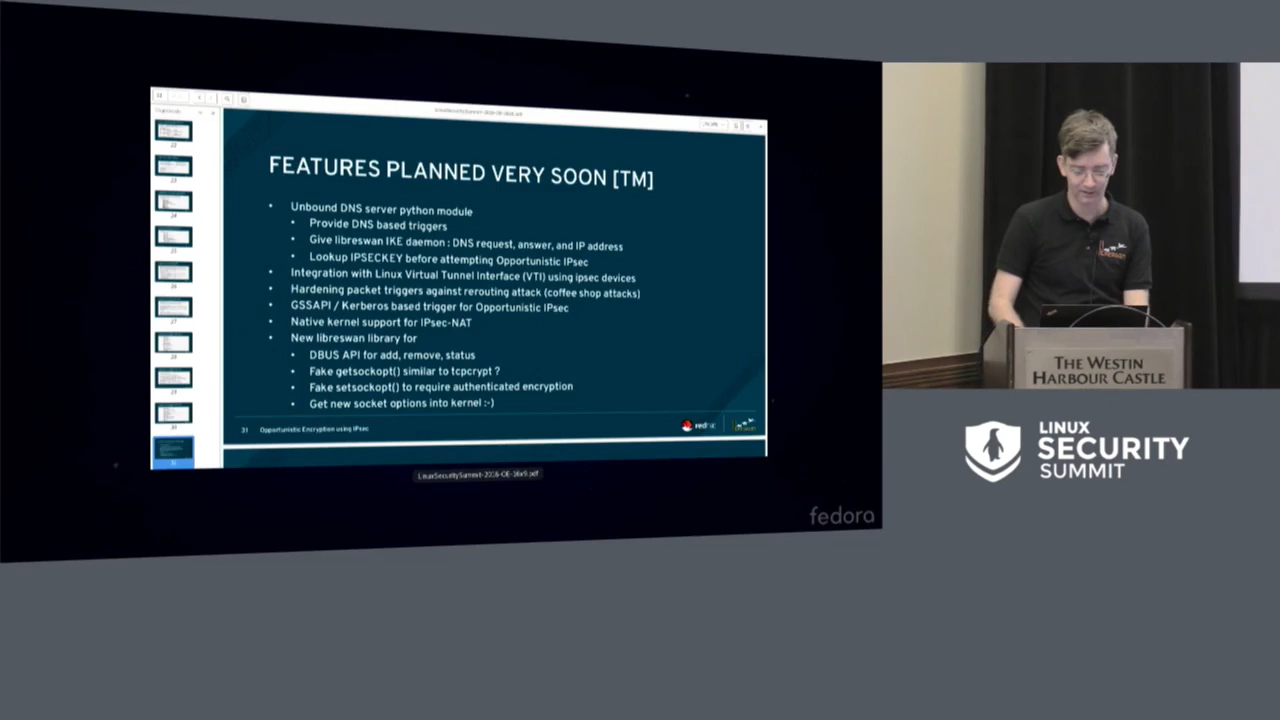 FEATURES PLANNED VERY SOON [TM]
• Unbound DNS server python module
• Provide DNS based triggers
• Give libreswan IKE daemon : DNS request, answer, and IP address
• Lookup IPSECKEY before attempting Opportunistic IPsec
• Integration with Linux Virtual Tunnel Interface (VTI) using ipsec devices
• Hardening packet triggers against rerouting attack (coffee shop attacks)
• GSSAPI / Kerberos based trigger for Opportunistic IPsec
• Native kernel support for IPsec-NAT
• New libreswan library for
• DBUS API for add, remove, status
• Fake getsockopt() similar to tcpcrypt ?
• Fake setsockopt() to require authenticated encryption
• Get new socket options into kernel :-)
31 Opportunistic Encryption using IPsec
redhat
LinuxSecuritySummit-2016-OE-16x9.pdf
fedora
THE WESTIN
HARBOUR CASTLE
LINUX
SECURITY
SUMMIT